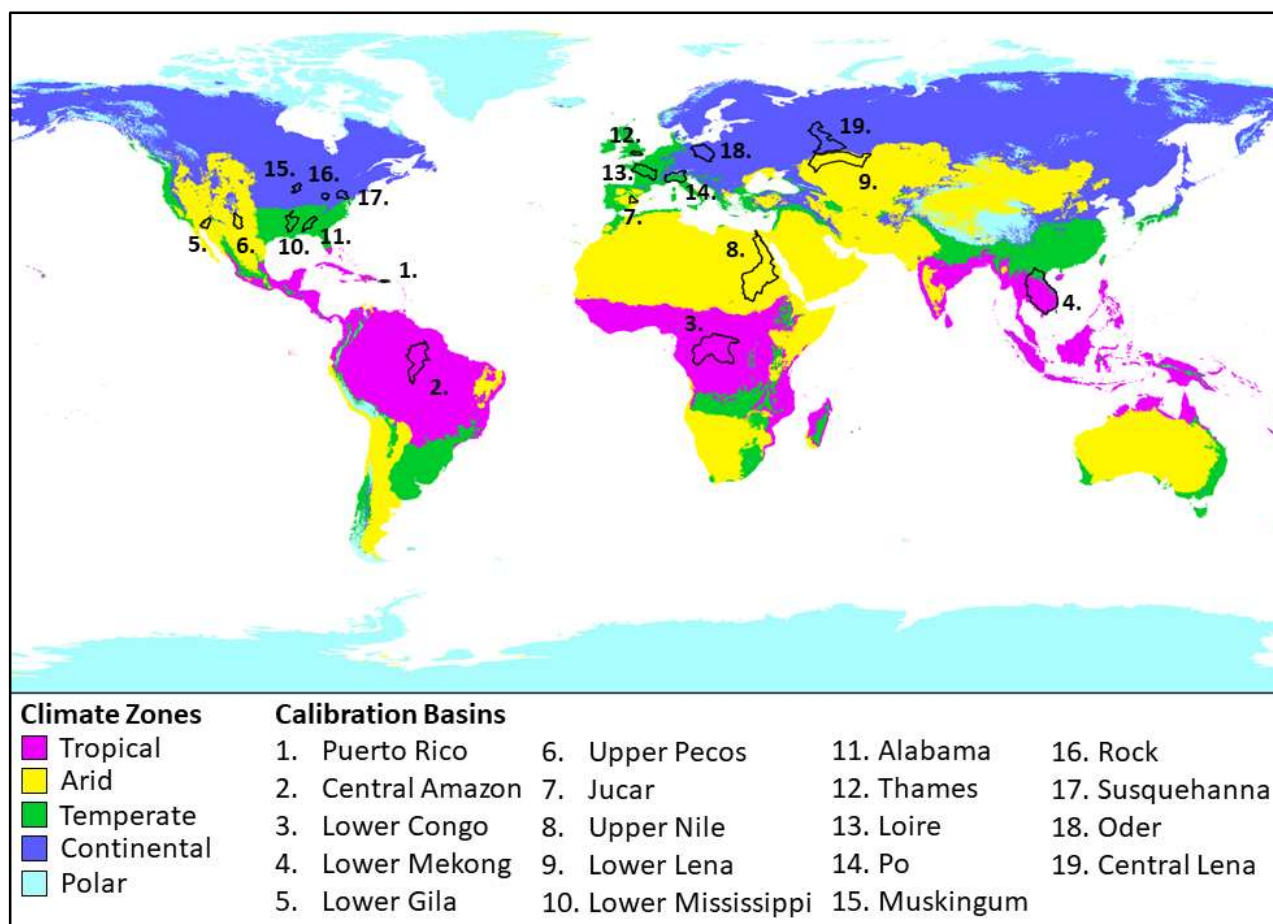 12.
19.
15.
16.
18.
17.
13.
14.
9.
7.
5.
6.
10.
11.
8.
1.
4.
3.
2.
Climate Zones
Tropical
Arid
Temperate
Continental
Polar
Calibration Basins
1. Puerto Rico
2. Central Amazon
3. Lower Congo
4. Lower Mekong
5. Lower Gila
6. Upper Pecos
7. Jucar
8. Upper Nile
9. Lower Lena
10. Lower Mississippi
11. Alabama
12. Thames
13. Loire
14. Po
15. Muskingum
16. Rock
17. Susquehanna
18. Oder
19. Central Lena